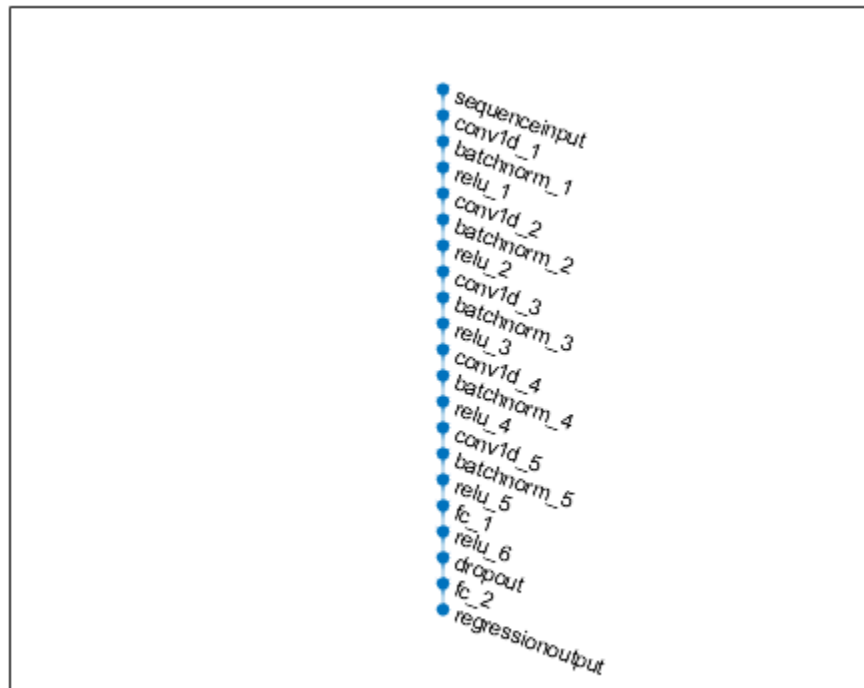 sequenceinput
conv1d_1
batchnorm_1
relu_1
conv1d_2
batchnorm_2
relu_2
conv1d_3
batchnorm_3
relu_3
conv1d_4
batchnorm_4
relu_4
conv1d_5
batchnorm_5
relu_5
fc_1
relu_6
dropout
fc_2
regressionoutput